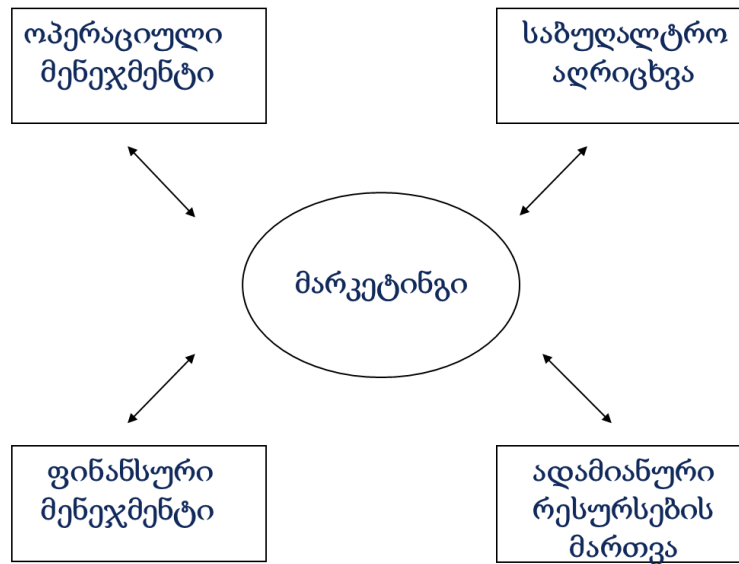 ოპერაციული
მენეჯმენტი
საბუღალტრო
აღრიცხვა
მარკეტინგი
ფინანსური
მენეჯმენტი
ადამიანური
რესურსების
მართვა